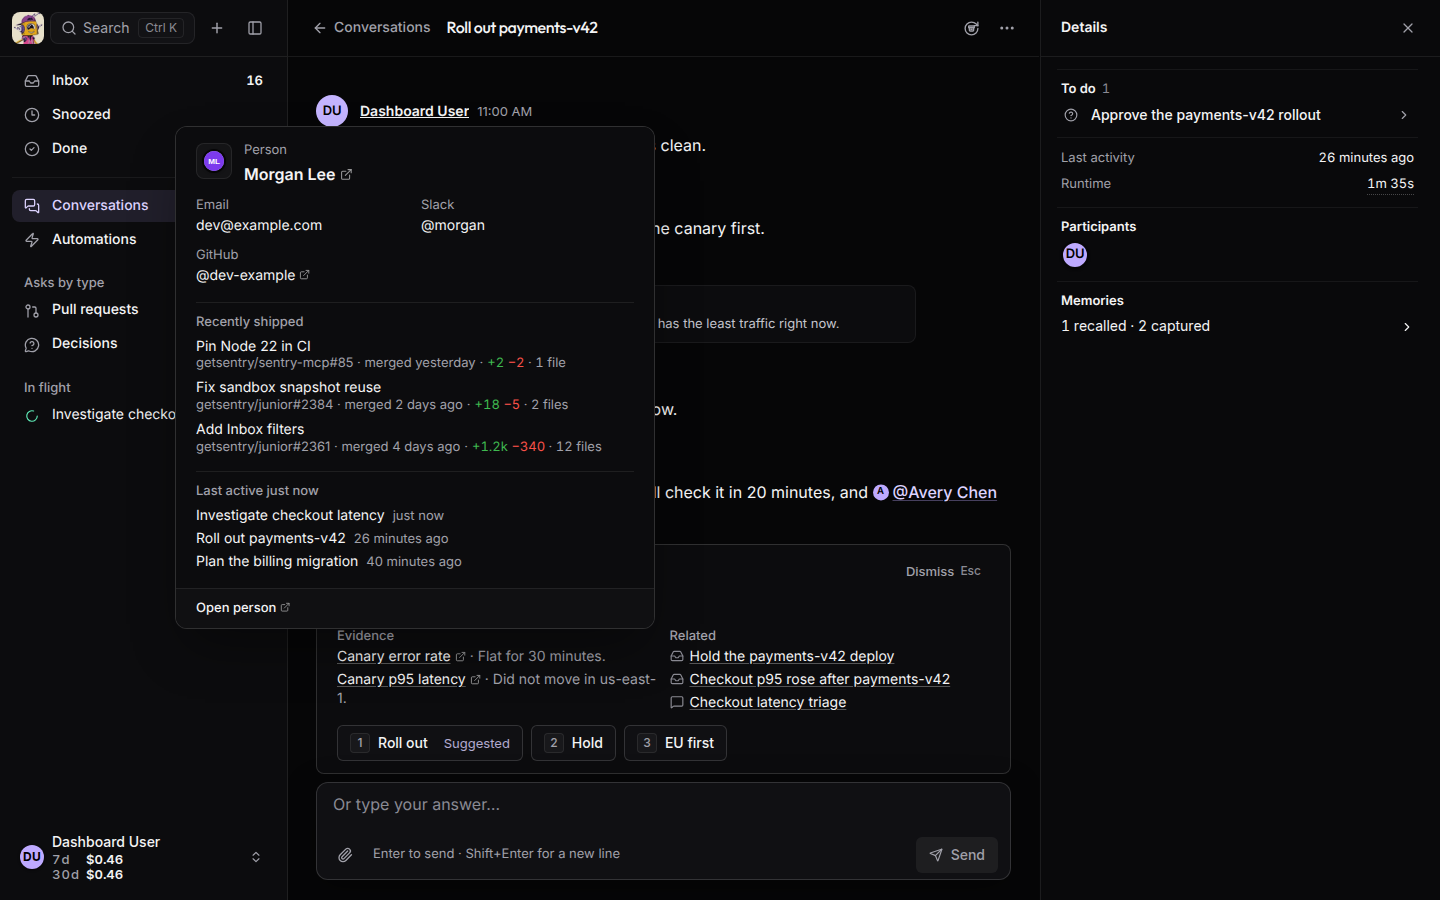 Search Ctrl K
Inbox 16
Snoozed
Done
Conversations
Automations
Asks by type
Pull requests
Decisions
In flight
Investigate checko
DU
Dashboard User
7d $0.46
30d $0.46
Conversations Roll out payments-v42
DU Dashboard User 11:00 AM
clean.
ne canary first.
has the least traffic right now.
ow.
ll check it in 20 minutes, and A @Avery Chen
ML
Person
Morgan Lee
Email Slack
dev@example.com @morgan
GitHub
@dev-example
Recently shipped
Pin Node 22 in CI
getsentry/sentry-mcp#85 · merged yesterday · +2 −2 · 1 file
Fix sandbox snapshot reuse
getsentry/junior#2384 · merged 2 days ago · +18 −5 · 2 files
Add Inbox filters
getsentry/junior#2361 · merged 4 days ago · +1.2k −340 · 12 files
Last active just now
Investigate checkout latency just now
Roll out payments-v42 26 minutes ago
Plan the billing migration 40 minutes ago
Open person
Dismiss Esc
Evidence
Canary error rate · Flat for 30 minutes.
Canary p95 latency · Did not move in us-east-
1.
Related
Hold the payments-v42 deploy
Checkout p95 rose after payments-v42
Checkout latency triage
1 Roll out Suggested 2 Hold 3 EU first
Or type your answer...
Enter to send · Shift+Enter for a new line Send
Details
To do 1
Approve the payments-v42 rollout
Last activity 26 minutes ago
Runtime 1m 35s
Participants
DU
Memories
1 recalled · 2 captured